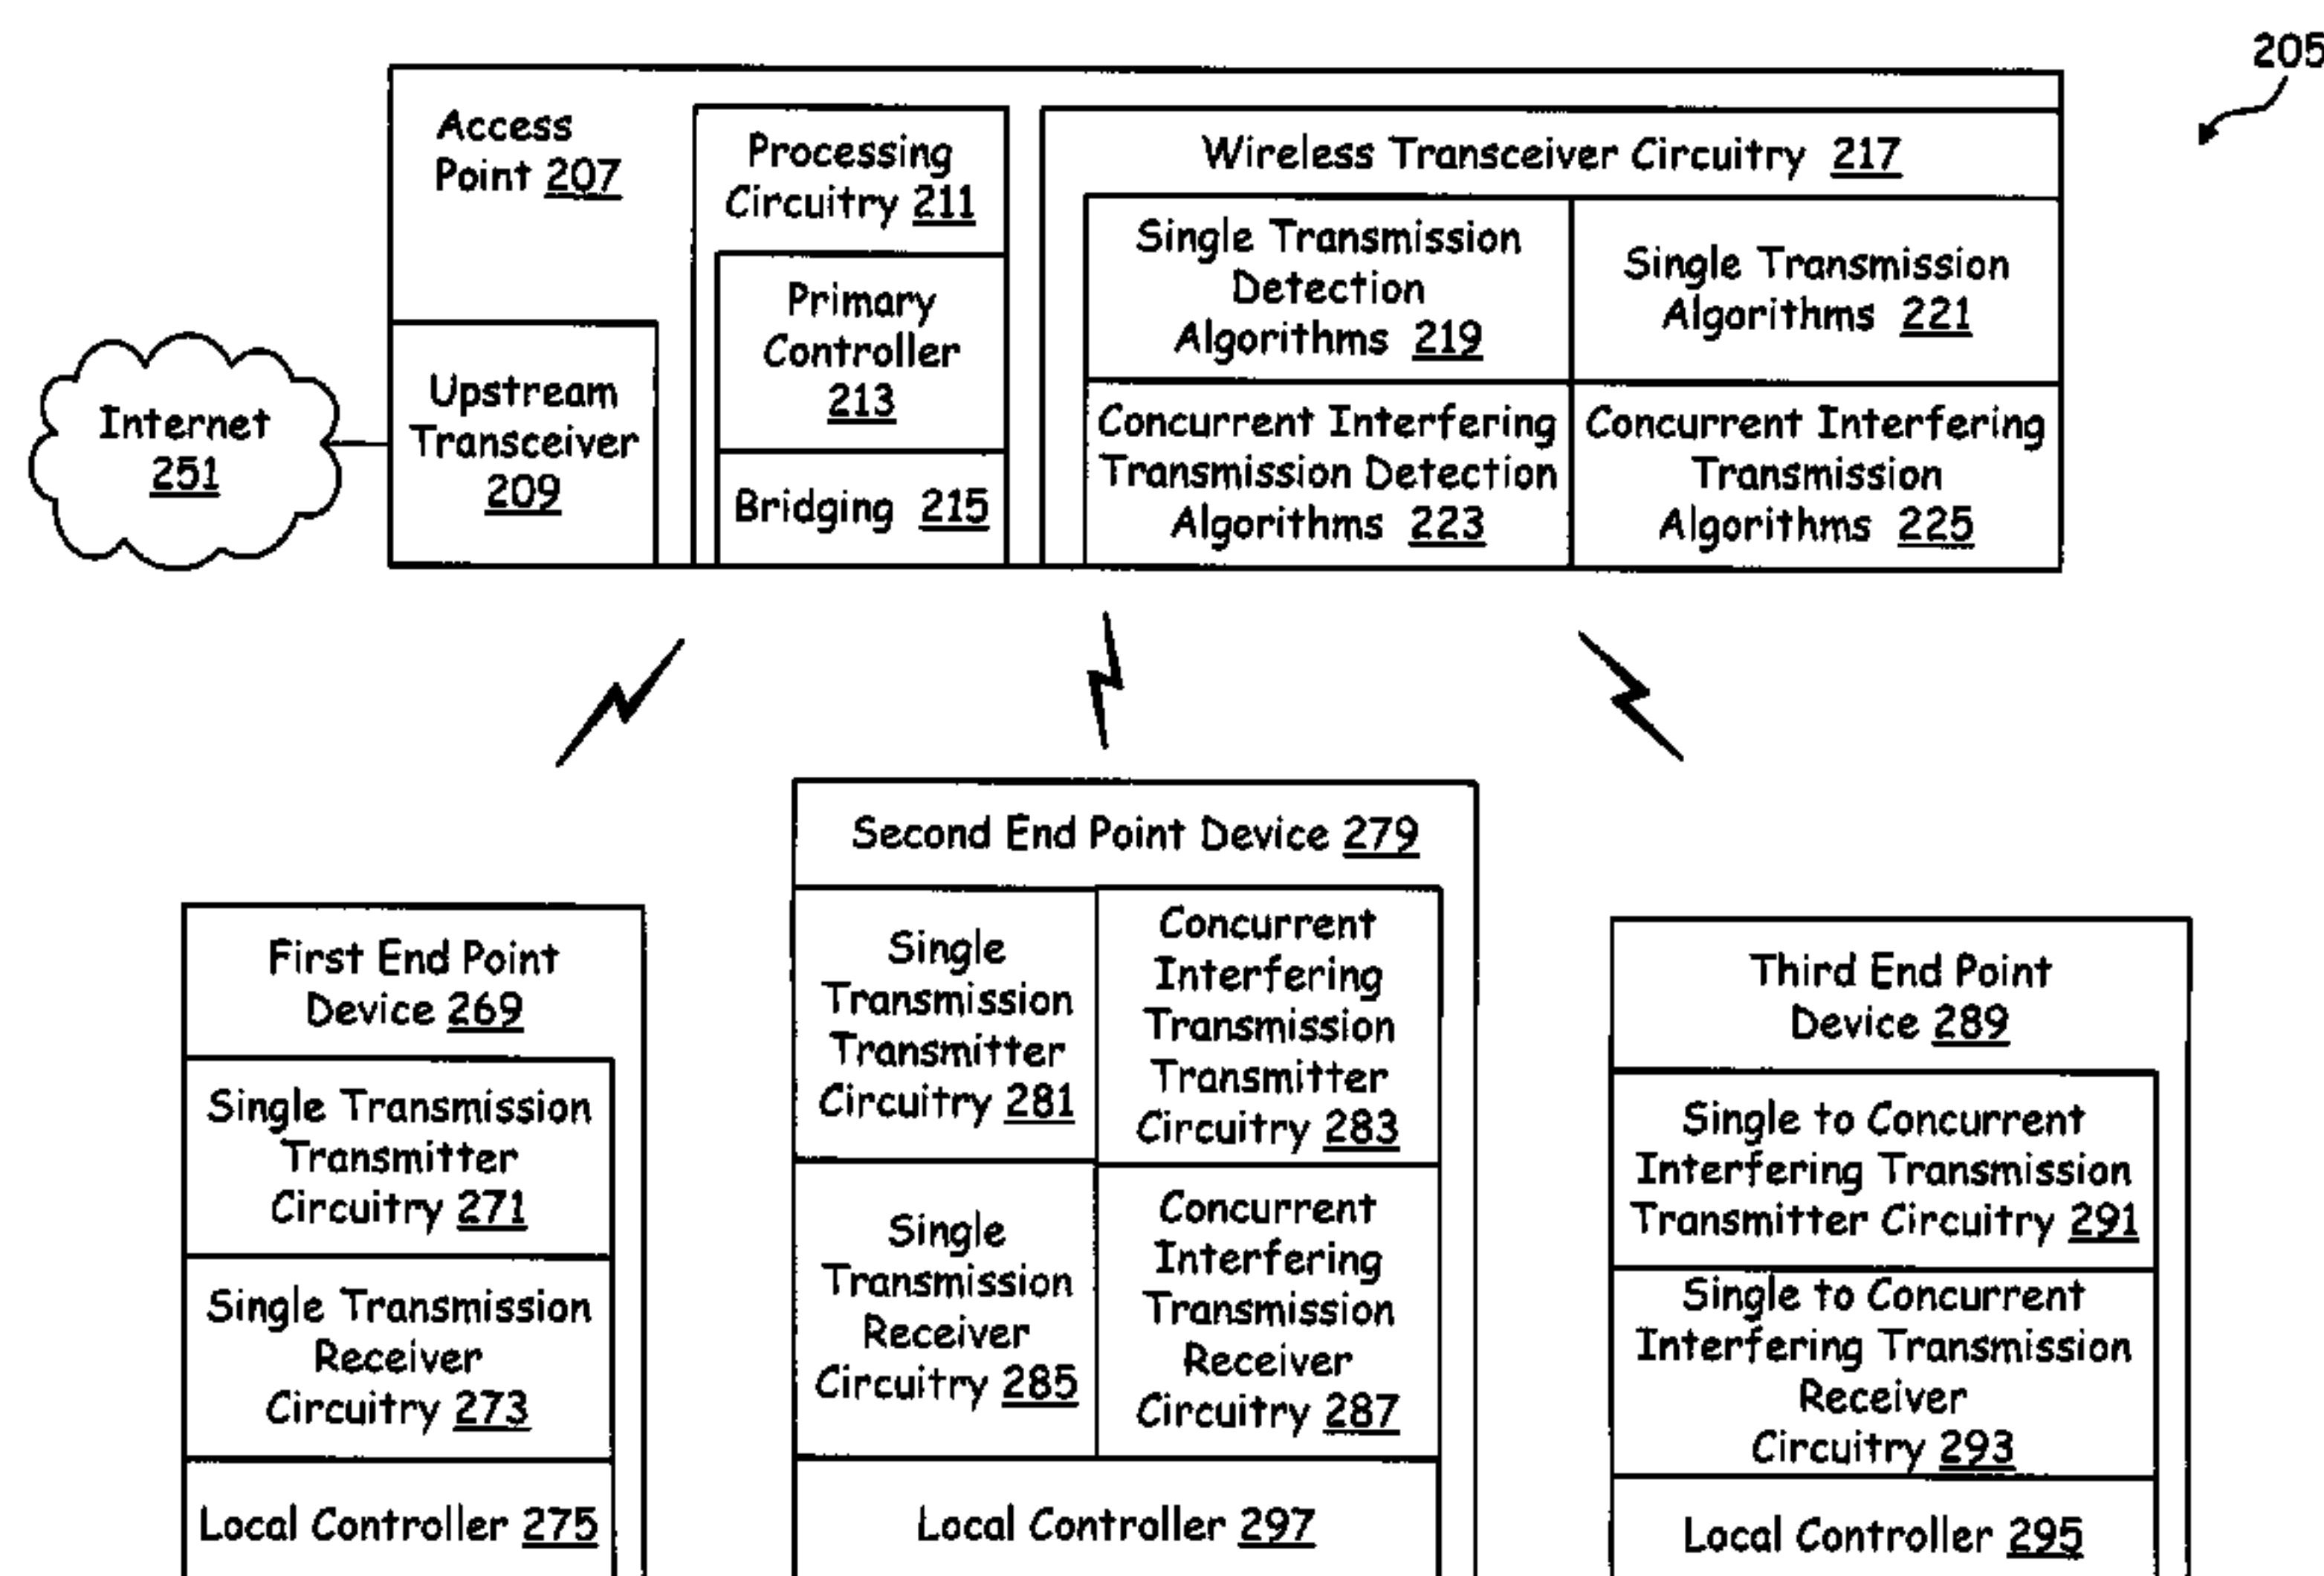 205
Access
Point 207
Processing
Circuitry 211
Primary
Controller
213
Bridging 215
Wireless Transceiver Circuitry 217
Single Transmission
Detection
Algorithms 219
Single Transmission
Algorithms 221
Concurrent Interfering
Transmission Detection
Algorithms 223
Concurrent Interfering
Transmission
Algorithms 225
Internet
251
Upstream
Transceiver
209
First End Point
Device 269
Single Transmission
Transmitter
Circuitry 271
Single Transmission
Receiver
Circuitry 273
Local Controller 275
Second End Point Device 279
Single
Transmission
Transmitter
Circuitry 281
Concurrent
Interfering
Transmission
Transmitter
Circuitry 283
Single
Transmission
Receiver
Circuitry 285
Concurrent
Interfering
Transmission
Receiver
Circuitry 287
Local Controller 297
Third End Point
Device 289
Single to Concurrent
Interfering Transmission
Transmitter Circuitry 291
Single to Concurrent
Interfering Transmission
Receiver
Circuitry 293
Local Controller 295